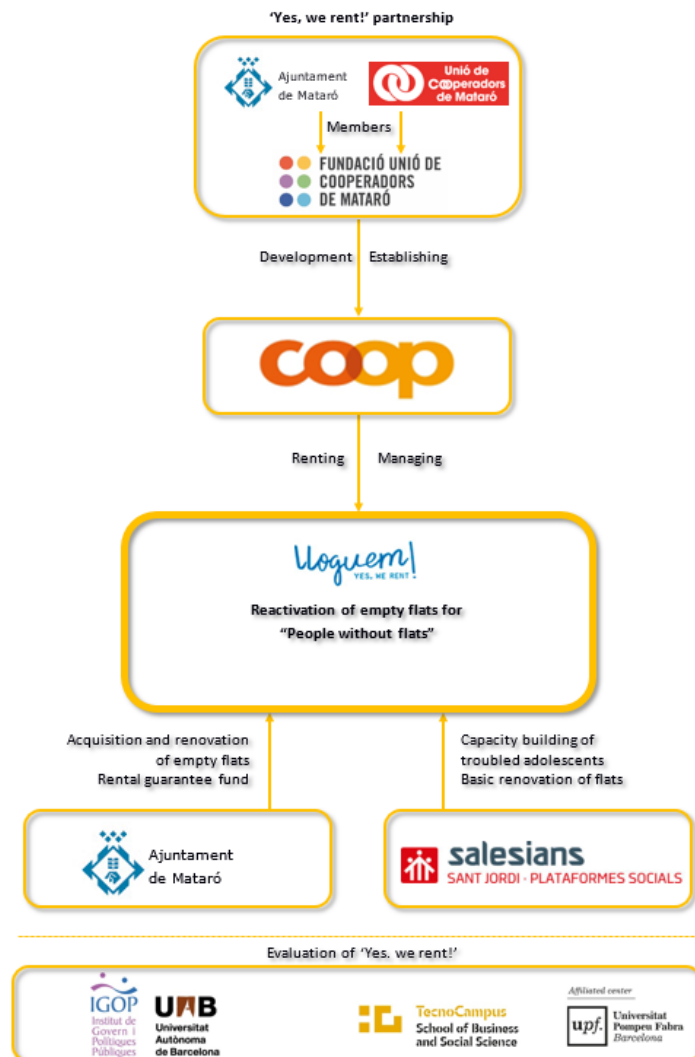 ‘Yes, we rent!’ partnership
Ajuntament
de Mataró
Unió de
Cooperadors
de Mataró
Members
FUNDACIÓ UNIÓ DE
COOPERADORS
DE MATARÓ
Development
Establishing
coop
Renting
Managing
lloguem!
YES, WE RENT!
Reactivation of empty flats for
“People without flats”
Acquisition and renovation
of empty flats
Rental guarantee fund
Capacity building of
troubled adolescents
Basic renovation of flats
Ajuntament
de Mataró
salesians
SANT JORDI · PLATAFORMES SOCIALS
Evaluation of ‘Yes. we rent!’
IGOP
Institut de
Govern i
Polítiques
Públiques
UAB
Universitat
Autònoma
de Barcelona
TecnoCampus
School of Business
and Social Science
Affiliated center
upf.
Universitat
Pompeu Fabra
Barcelona